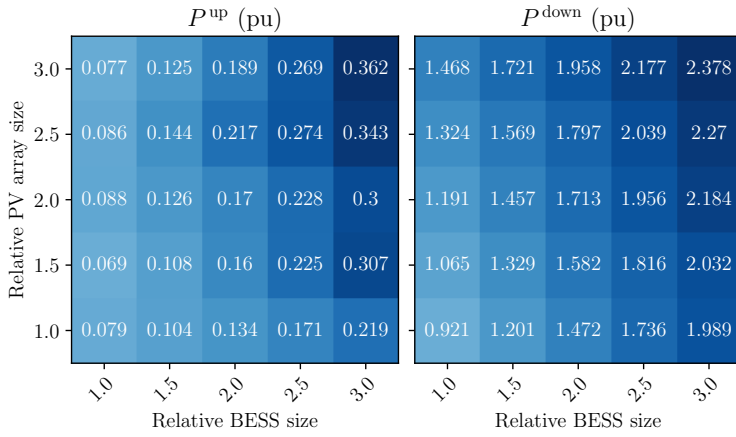 P^up (pu) P^down (pu)
Relative PV array size
3.0 0.077 0.125 0.189 0.269 0.362 1.468 1.721 1.958 2.177 2.378
2.5 0.086 0.144 0.217 0.274 0.343 1.324 1.569 1.797 2.039 2.27
2.0 0.088 0.126 0.17 0.228 0.3 1.191 1.457 1.713 1.956 2.184
1.5 0.069 0.108 0.16 0.225 0.307 1.065 1.329 1.582 1.816 2.032
1.0 0.079 0.104 0.134 0.171 0.219 0.921 1.201 1.472 1.736 1.989
1.0 1.5 2.0 2.5 3.0 1.0 1.5 2.0 2.5 3.0
Relative BESS size Relative BESS size